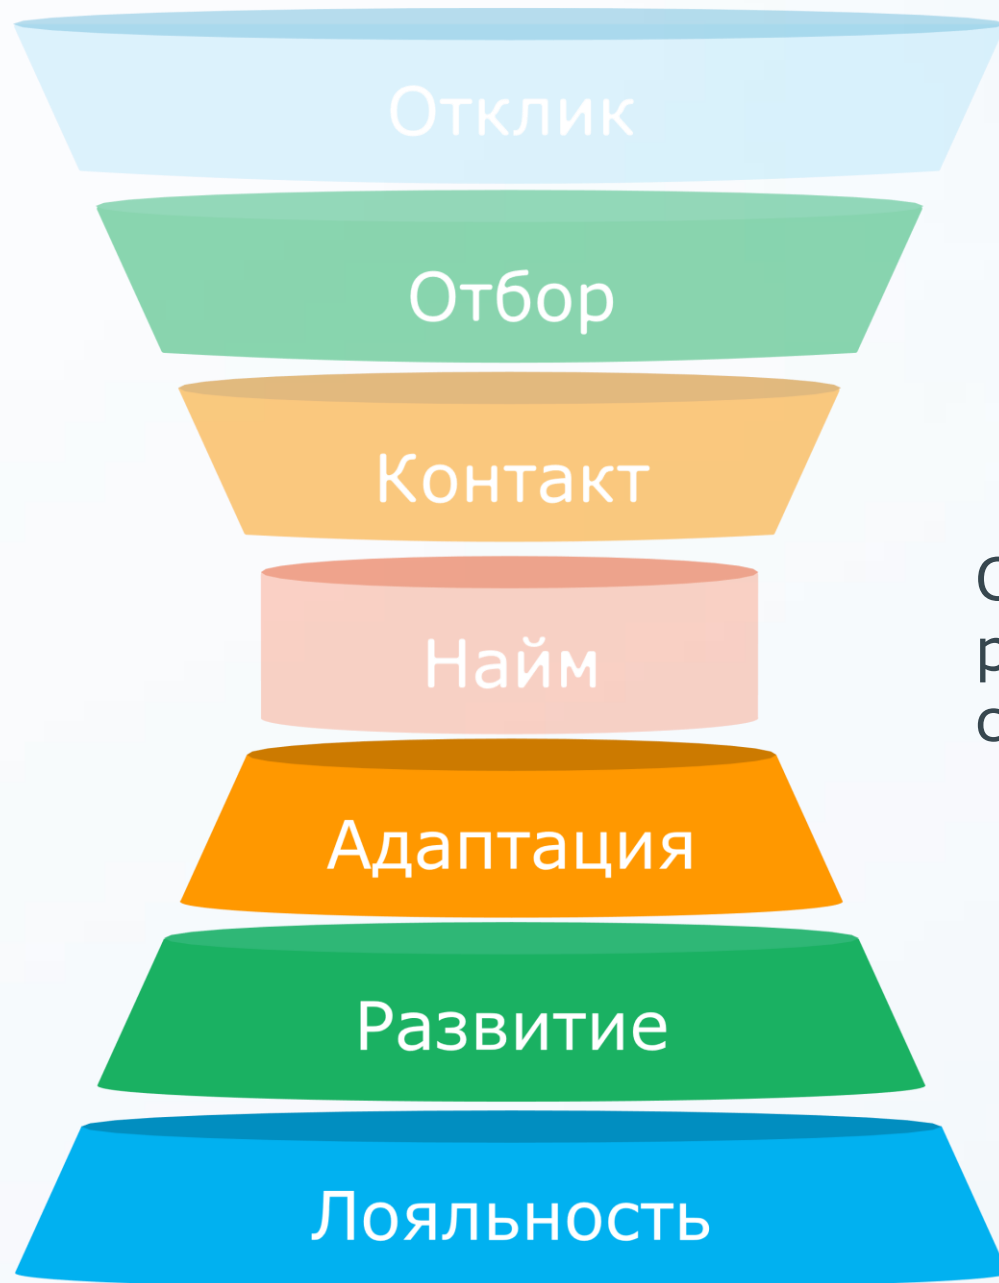 Отклик
Отбор
Контакт
Найм
Адаптация
Развитие
Лояльность